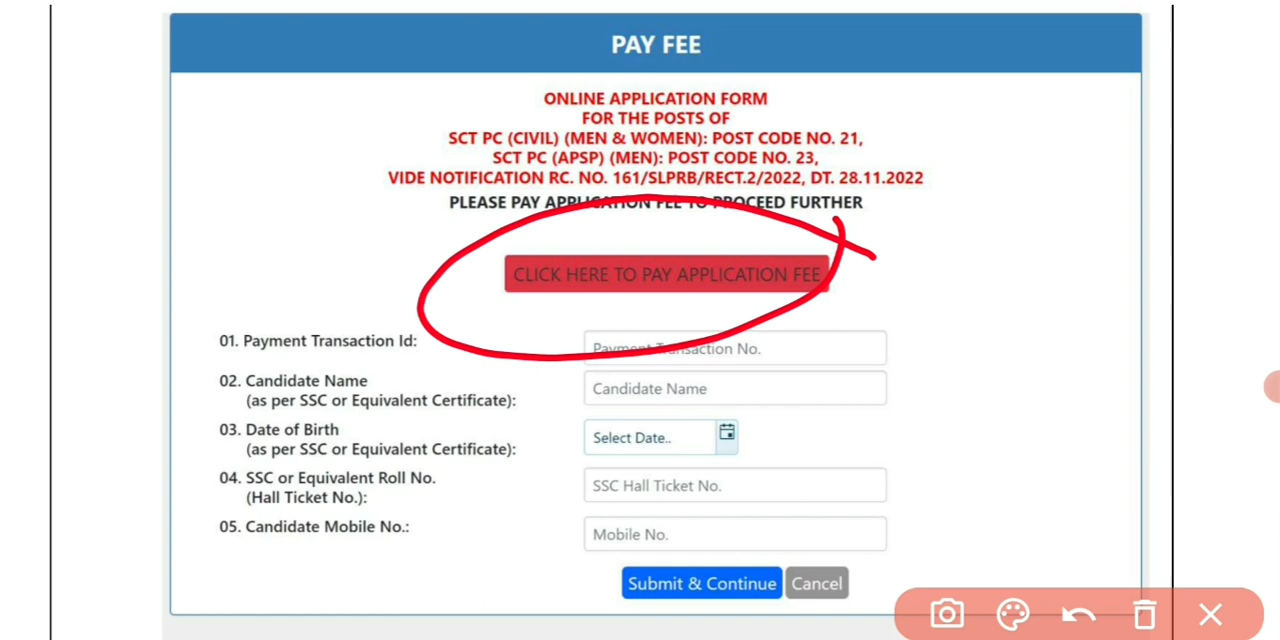 PAY FEE
ONLINE APPLICATION FORM
FOR THE POSTS OF
SCT PC (CIVIL) (MEN & WOMEN): POST CODE NO. 21,
SCT PC (APSP) (MEN): POST CODE NO. 23,
VIDE NOTIFICATION RC. NO. 161/SLPRB/RECT.2/2022, DT. 28.11.2022
PLEASE PAY APPLICATION FEE TO PROCEED FURTHER
CLICK HERE TO PAY APPLICATION FEE
01. Payment Transaction Id:
Payment Transaction No.
02. Candidate Name
(as per SSC or Equivalent Certificate):
Candidate Name
03. Date of Birth
(as per SSC or Equivalent Certificate):
Select Date..
04. SSC or Equivalent Roll No.
(Hall Ticket No.):
SSC Hall Ticket No.
05. Candidate Mobile No.:
Mobile No.
Submit & Continue Cancel